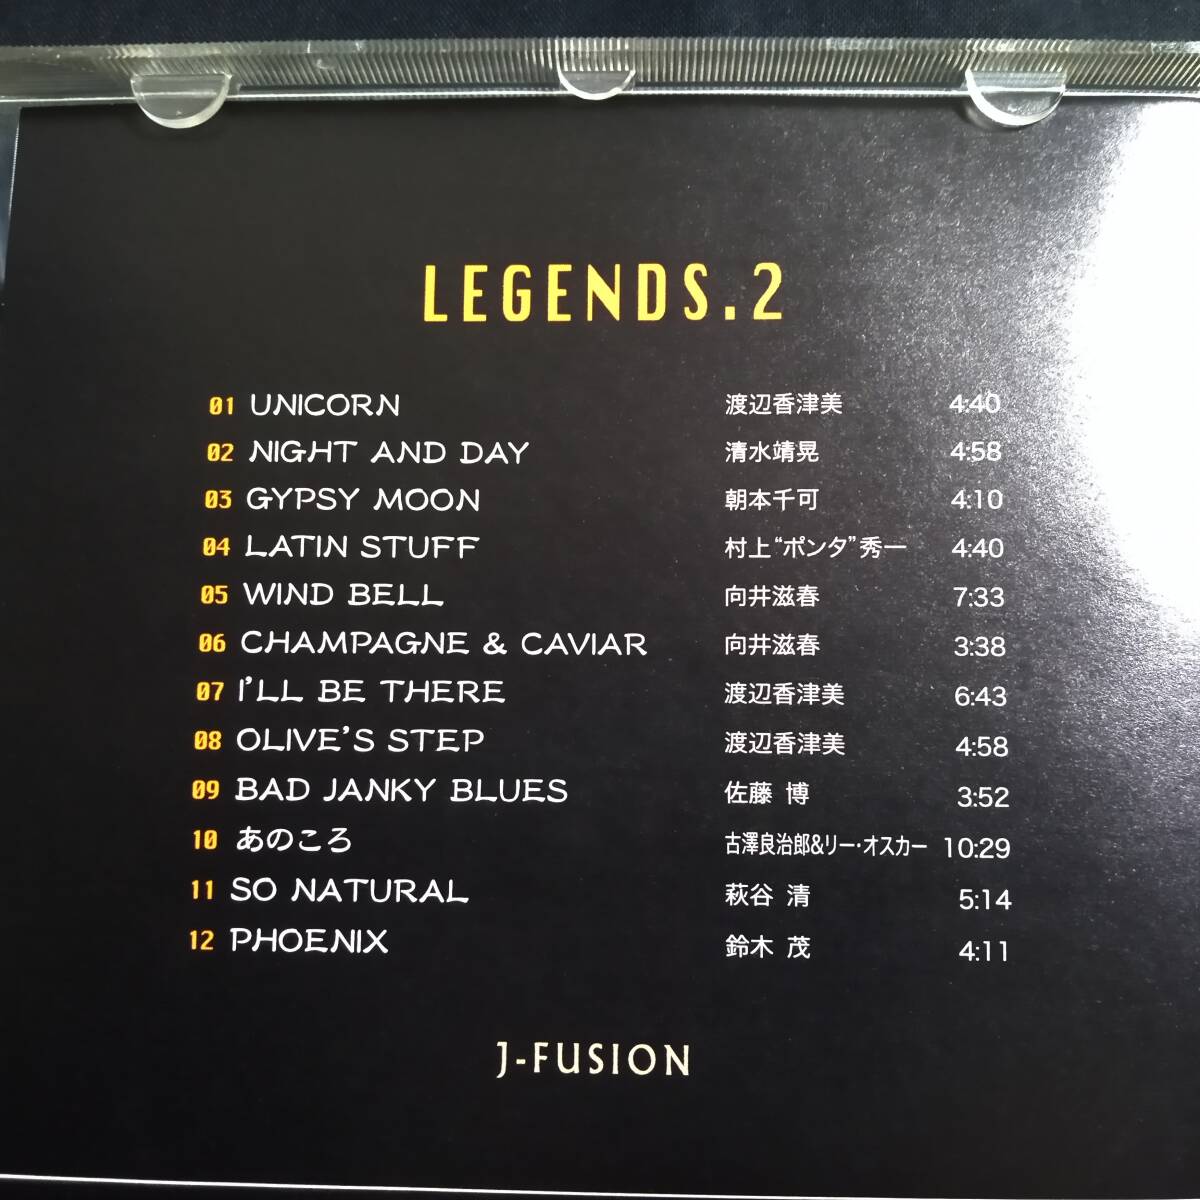 LEGENDS.2
01 UNICORN 渡辺香津美 4:40
02 NIGHT AND DAY 清水靖晃 4:58
03 GYPSY MOON 朝本千可 4:10
04 LATIN STUFF 村上“ポンタ”秀一 4:40
05 WIND BELL 向井滋春 7:33
06 CHAMPAGNE & CAVIAR 向井滋春 3:38
07 I'LL BE THERE 渡辺香津美 6:43
08 OLIVE'S STEP 渡辺香津美 4:58
09 BAD JANKY BLUES 佐藤 博 3:52
10 あのころ 古澤良治郎&リー・オスカー 10:29
11 SO NATURAL 萩谷 清 5:14
12 PHOENIX 鈴木 茂 4:11
J-FUSION